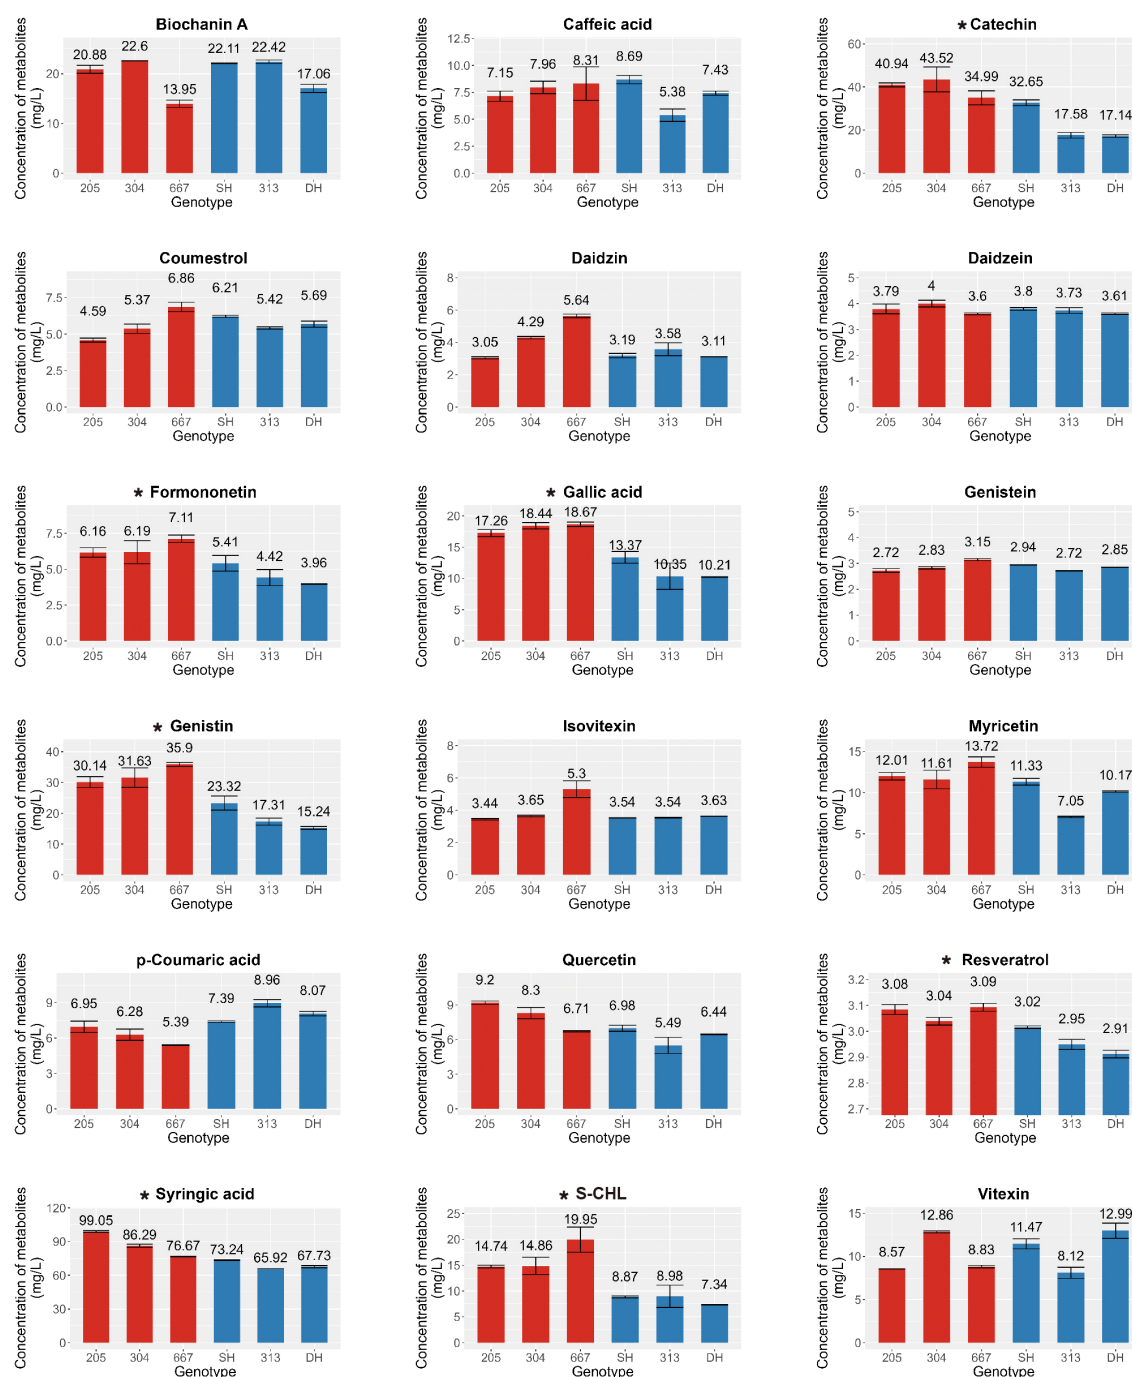 Biochanin A
Concentration of metabolites
(mg/L)
20
10
0
20.88
22.6
13.95
22.11
22.42
17.06
205 304 667 SH 313 DH
Genotype
Caffeic acid
Concentration of metabolites
(mg/L)
12.5
10.0
7.5
5.0
2.5
0.0
7.15
7.96
8.31
8.69
5.38
7.43
205 304 667 SH 313 DH
Genotype
* Catechin
Concentration of metabolites
(mg/L)
60
40
20
0
40.94
43.52
34.99
32.65
17.58
17.14
205 304 667 SH 313 DH
Genotype
Coumestrol
Concentration of metabolites
(mg/L)
7.5
5.0
2.5
0.0
4.59
5.37
6.86
6.21
5.42
5.69
205 304 667 SH 313 DH
Genotype
Daidzin
Concentration of metabolites
(mg/L)
8
6
4
2
0
3.05
4.29
5.64
3.19
3.58
3.11
205 304 667 SH 313 DH
Genotype
Daidzein
Concentration of metabolites
(mg/L)
5
4
3
2
1
0
3.79
4
3.6
3.8
3.73
3.61
205 304 667 SH 313 DH
Genotype
* Formononetin
Concentration of metabolites
(mg/L)
7.5
5.0
2.5
0.0
6.16
6.19
7.11
5.41
4.42
3.96
205 304 667 SH 313 DH
Genotype
* Gallic acid
Concentration of metabolites
(mg/L)
20
15
10
5
0
17.26
18.44
18.67
13.37
10.35
10.21
205 304 667 SH 313 DH
Genotype
Genistein
Concentration of metabolites
(mg/L)
5
4
3
2
1
0
2.72
2.83
3.15
2.94
2.72
2.85
205 304 667 SH 313 DH
Genotype
* Genistin
Concentration of metabolites
(mg/L)
40
30
20
10
0
30.14
31.63
35.9
23.32
17.31
15.24
205 304 667 SH 313 DH
Genotype
Isovitexin
Concentration of metabolites
(mg/L)
8
6
4
2
0
3.44
3.65
5.3
3.54
3.54
3.63
205 304 667 SH 313 DH
Genotype
Myricetin
Concentration of metabolites
(mg/L)
15
10
5
0
12.01
11.61
13.72
11.33
7.05
10.17
205 304 667 SH 313 DH
Genotype
p-Coumaric acid
Concentration of metabolites
(mg/L)
9
6
3
0
6.95
6.28
5.39
7.39
8.96
8.07
205 304 667 SH 313 DH
Genotype
Quercetin
Concentration of metabolites
(mg/L)
9
6
3
0
9.2
8.3
6.71
6.98
5.49
6.44
205 304 667 SH 313 DH
Genotype
* Resveratrol
Concentration of metabolites
(mg/L)
3.2
3.1
3.0
2.9
2.8
2.7
3.08
3.04
3.09
3.02
2.95
2.91
205 304 667 SH 313 DH
Genotype
* Syringic acid
Concentration of metabolites
(mg/L)
120
90
60
30
0
99.05
86.29
76.67
73.24
65.92
67.73
205 304 667 SH 313 DH
Genotype
* S-CHL
Concentration of metabolites
(mg/L)
25
20
15
10
5
0
14.74
14.86
19.95
8.87
8.98
7.34
205 304 667 SH 313 DH
Genotype
Vitexin
Concentration of metabolites
(mg/L)
15
10
5
0
8.57
12.86
8.83
11.47
8.12
12.99
205 304 667 SH 313 DH
Genotype